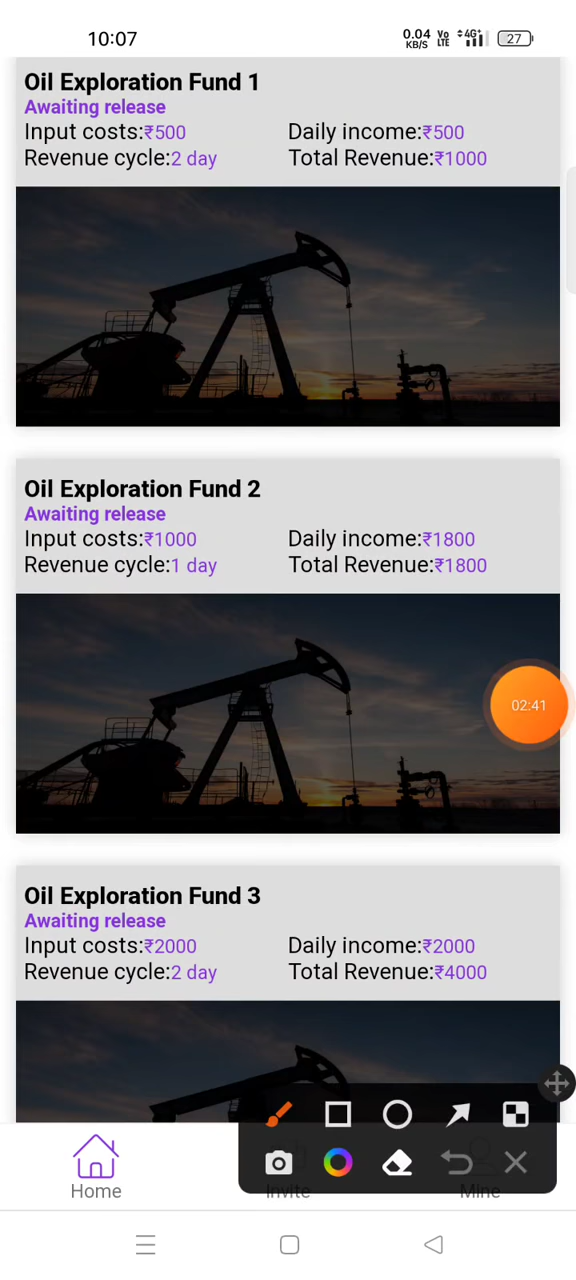 10:07
0.04 KB/S Vo LTE 4G+ 27
Oil Exploration Fund 1
Awaiting release
Input costs:₹500 Daily income:₹500
Revenue cycle:2 day Total Revenue:₹1000
Oil Exploration Fund 2
Awaiting release
Input costs:₹1000 Daily income:₹1800
Revenue cycle:1 day Total Revenue:₹1800
02:41
Oil Exploration Fund 3
Awaiting release
Input costs:₹2000 Daily income:₹2000
Revenue cycle:2 day Total Revenue:₹4000
Home Invite Mine